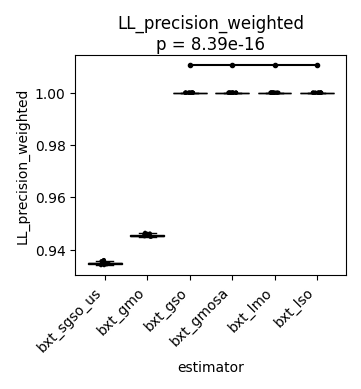 LL_precision_weighted
p = 8.39e-16
LL_precision_weighted
1.00
0.98
0.96
0.94
bxt_sgso_us
bxt_gmo
bxt_gso
bxt_gmosa
bxt_lmo
bxt_lso
estimator